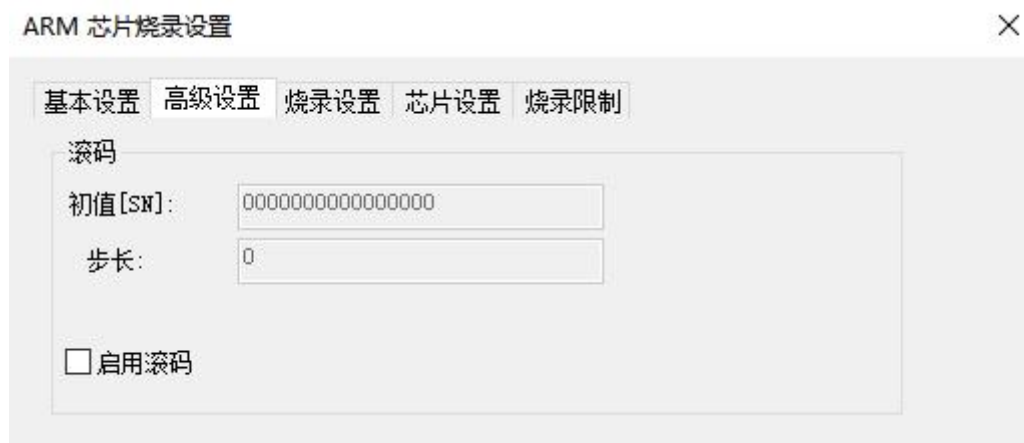 ARM 芯片烧录设置
基本设置 高级设置 烧录设置 芯片设置 烧录限制
滚码
初值[SN]: 0000000000000000
步长: 0
启用滚码